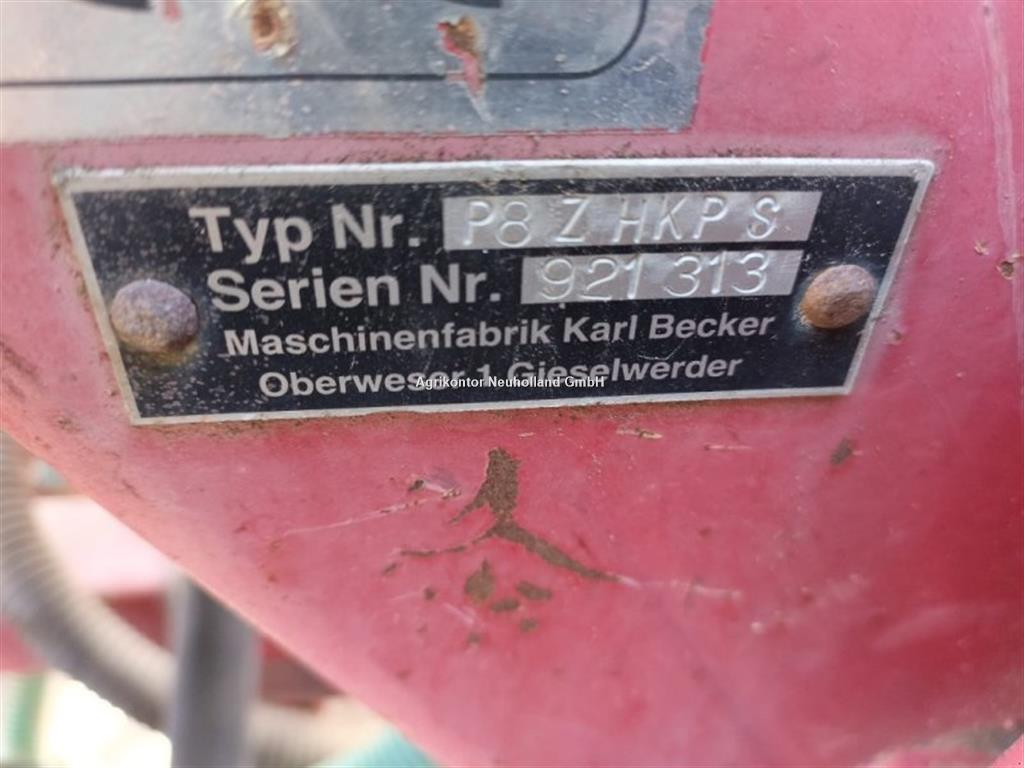 Typ Nr. P8 Z HKP S
Serien Nr. 921 313
Maschinenfabrik Karl Becker
Oberweser 1 Gieselwerder
Agrikontor Neuholland GmbH